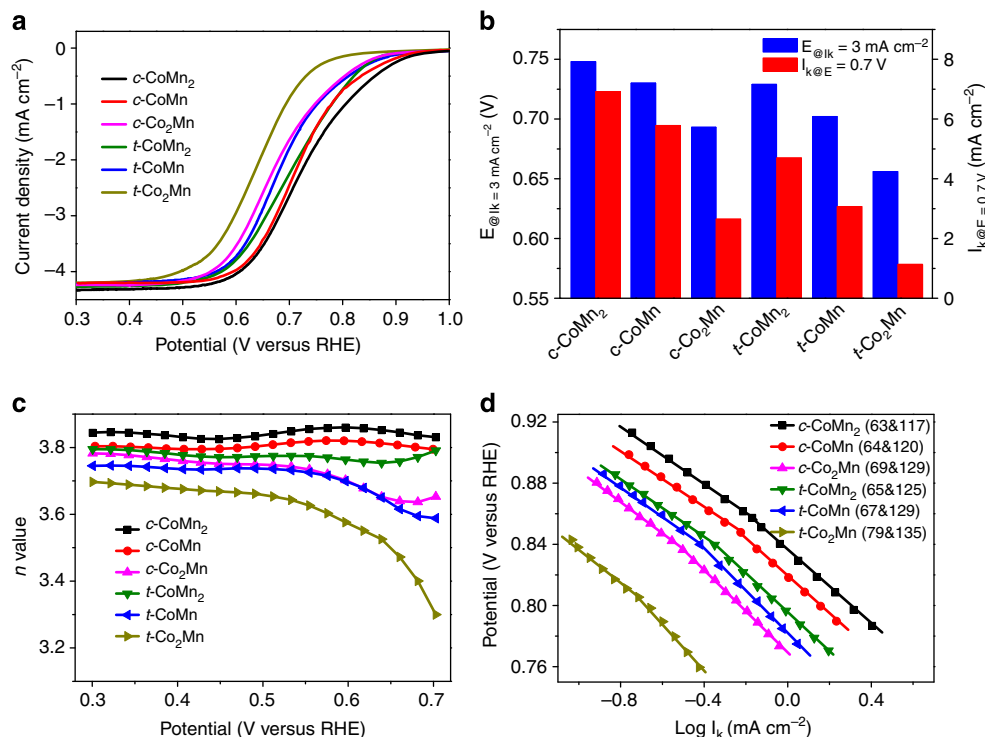 a
Current density (mA cm⁻²)
0
−1
−2
−3
−4
c-CoMn₂
c-CoMn
c-Co₂Mn
t-CoMn₂
t-CoMn
t-Co₂Mn
0.3 0.4 0.5 0.6 0.7 0.8 0.9 1.0
Potential (V versus RHE)
b
E@Ik = 3 mA cm⁻² (V)
0.75
0.70
0.65
0.60
0.55
E@Ik = 3 mA cm⁻²
Ik@E = 0.7 V
8
6
4
2
0
Ik@E = 0.7 V (mA cm⁻²)
c-CoMn₂
c-CoMn
c-Co₂Mn
t-CoMn₂
t-CoMn
t-Co₂Mn
c
n value
3.8
3.6
3.4
3.2
c-CoMn₂
c-CoMn
c-Co₂Mn
t-CoMn₂
t-CoMn
t-Co₂Mn
0.3 0.4 0.5 0.6 0.7
Potential (V versus RHE)
d
Potential (V versus RHE)
0.92
0.88
0.84
0.80
0.76
c-CoMn₂ (63&117)
c-CoMn (64&120)
c-Co₂Mn (69&129)
t-CoMn₂ (65&125)
t-CoMn (67&129)
t-Co₂Mn (79&135)
−0.8 −0.4 0.0 0.4
Log Iₖ (mA cm⁻²)